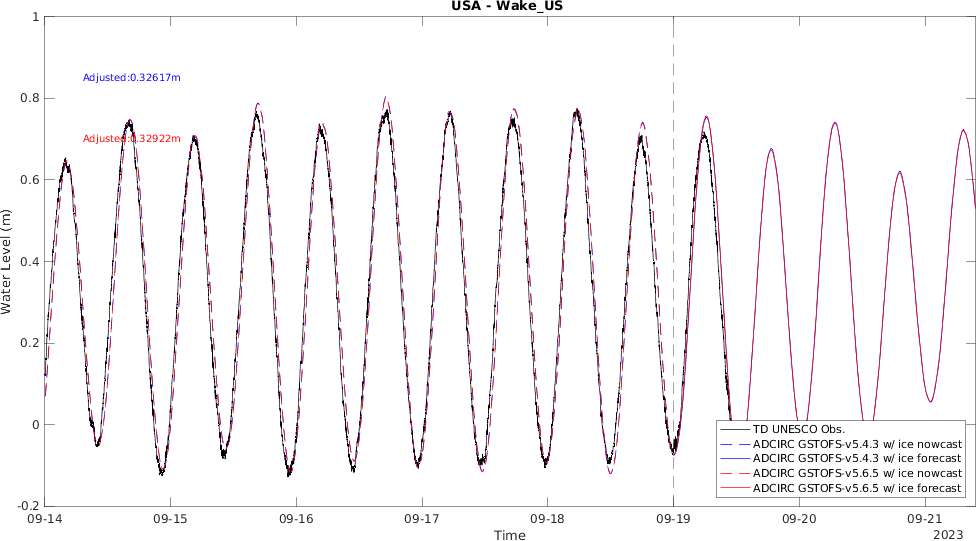 USA - Wake_US
1
0.8
0.6
0.4
0.2
0
-0.2
Water Level (m)
Adjusted:0.32617m
Adjusted:0.32922m
TD UNESCO Obs.
ADCIRC GSTOFS-v5.4.3 w/ ice nowcast
ADCIRC GSTOFS-v5.4.3 w/ ice forecast
ADCIRC GSTOFS-v5.6.5 w/ ice nowcast
ADCIRC GSTOFS-v5.6.5 w/ ice forecast
09-14 09-15 09-16 09-17 09-18 09-19 09-20 09-21
Time
2023